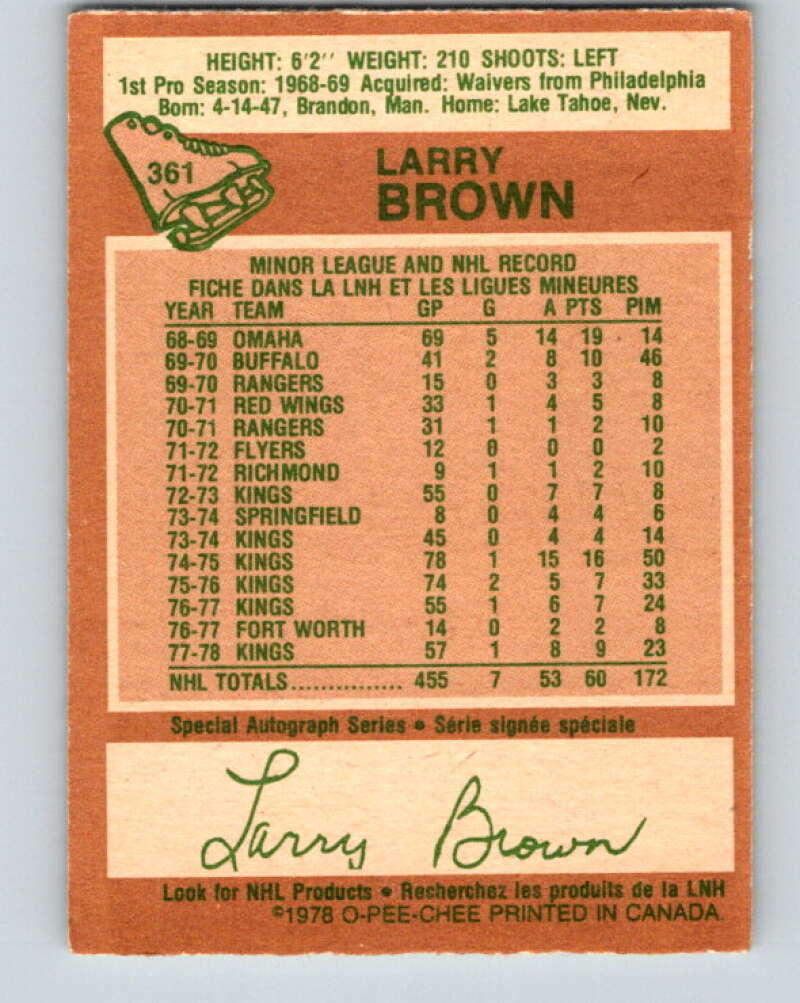 HEIGHT: 6'2'' WEIGHT: 210 SHOOTS: LEFT
1st Pro Season: 1968-69 Acquired: Waivers from Philadelphia
Born: 4-14-47, Brandon, Man. Home: Lake Tahoe, Nev.
361
LARRY
BROWN
MINOR LEAGUE AND NHL RECORD
FICHE DANS LA LNH ET LES LIGUES MINEURES
YEAR TEAM GP G A PTS PIM
68-69 OMAHA 69 5 14 19 14
69-70 BUFFALO 41 2 8 10 46
69-70 RANGERS 15 0 3 3 8
70-71 RED WINGS 33 1 4 5 8
70-71 RANGERS 31 1 1 2 10
71-72 FLYERS 12 0 0 0 2
71-72 RICHMOND 9 1 1 2 10
72-73 KINGS 55 0 7 7 8
73-74 SPRINGFIELD 8 0 4 4 6
73-74 KINGS 45 0 4 4 14
74-75 KINGS 78 1 15 16 50
75-76 KINGS 74 2 5 7 33
76-77 KINGS 55 1 6 7 24
76-77 FORT WORTH 14 0 2 2 8
77-78 KINGS 57 1 8 9 23
NHL TOTALS............... 455 7 53 60 172
Special Autograph Series • Série signée spéciale
Larry Brown
Look for NHL Products • Recherchez les produits de la LNH
©1978 O-PEE-CHEE PRINTED IN CANADA.